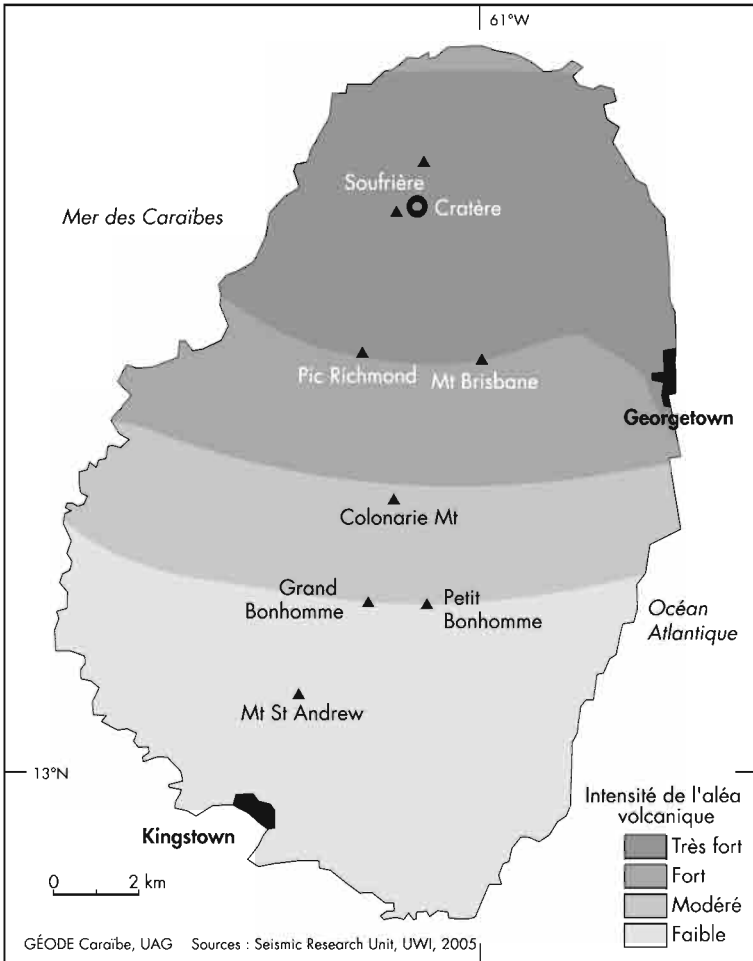 61°W
Soufrière
Cratère
Mer des Caraïbes
Pic Richmond
Mt Brisbane
Georgetown
Colonarie Mt
Grand
Bonhomme
Petit
Bonhomme
Océan
Atlantique
Mt St Andrew
13°N
Kingstown
0 2 km
Intensité de l'aléa
volcanique
Très fort
Fort
Modéré
Faible
GÉODE Caraïbe, UAG Sources : Seismic Research Unit, UWI, 2005